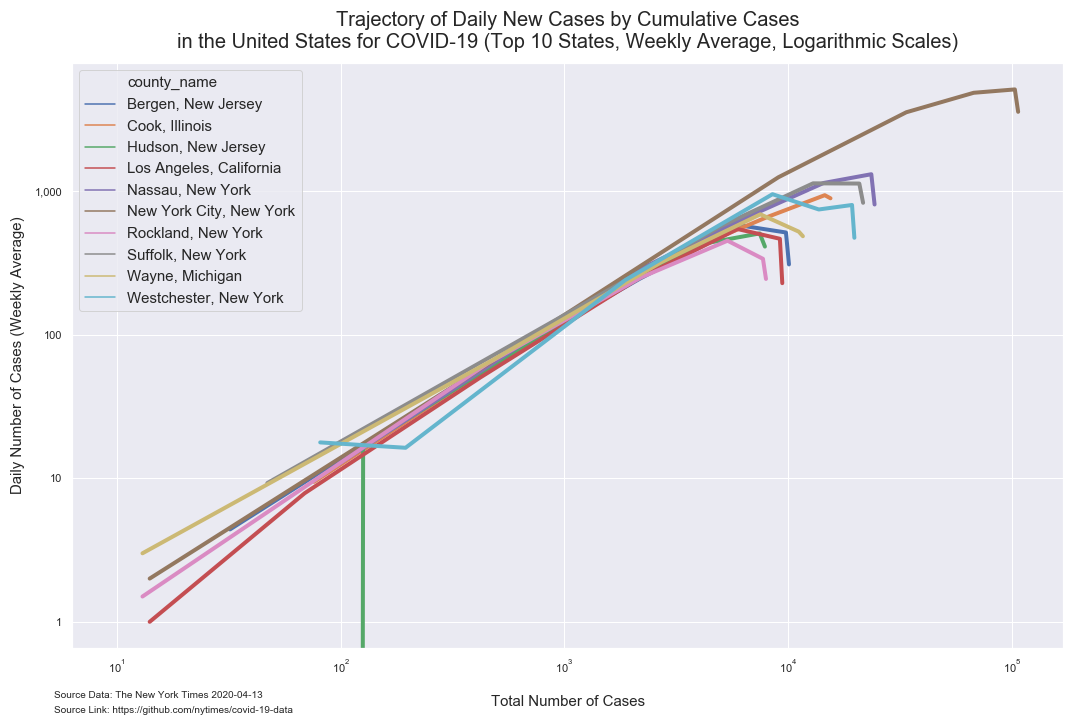 Trajectory of Daily New Cases by Cumulative Cases
in the United States for COVID-19 (Top 10 States, Weekly Average, Logarithmic Scales)
county_name
Bergen, New Jersey
Cook, Illinois
Hudson, New Jersey
Los Angeles, California
Nassau, New York
New York City, New York
Rockland, New York
Suffolk, New York
Wayne, Michigan
Westchester, New York
Daily Number of Cases (Weekly Average)
1,000
100
10
1
10¹ 10² 10³ 10⁴ 10⁵
Total Number of Cases
Source Data: The New York Times 2020-04-13
Source Link: https://github.com/nytimes/covid-19-data